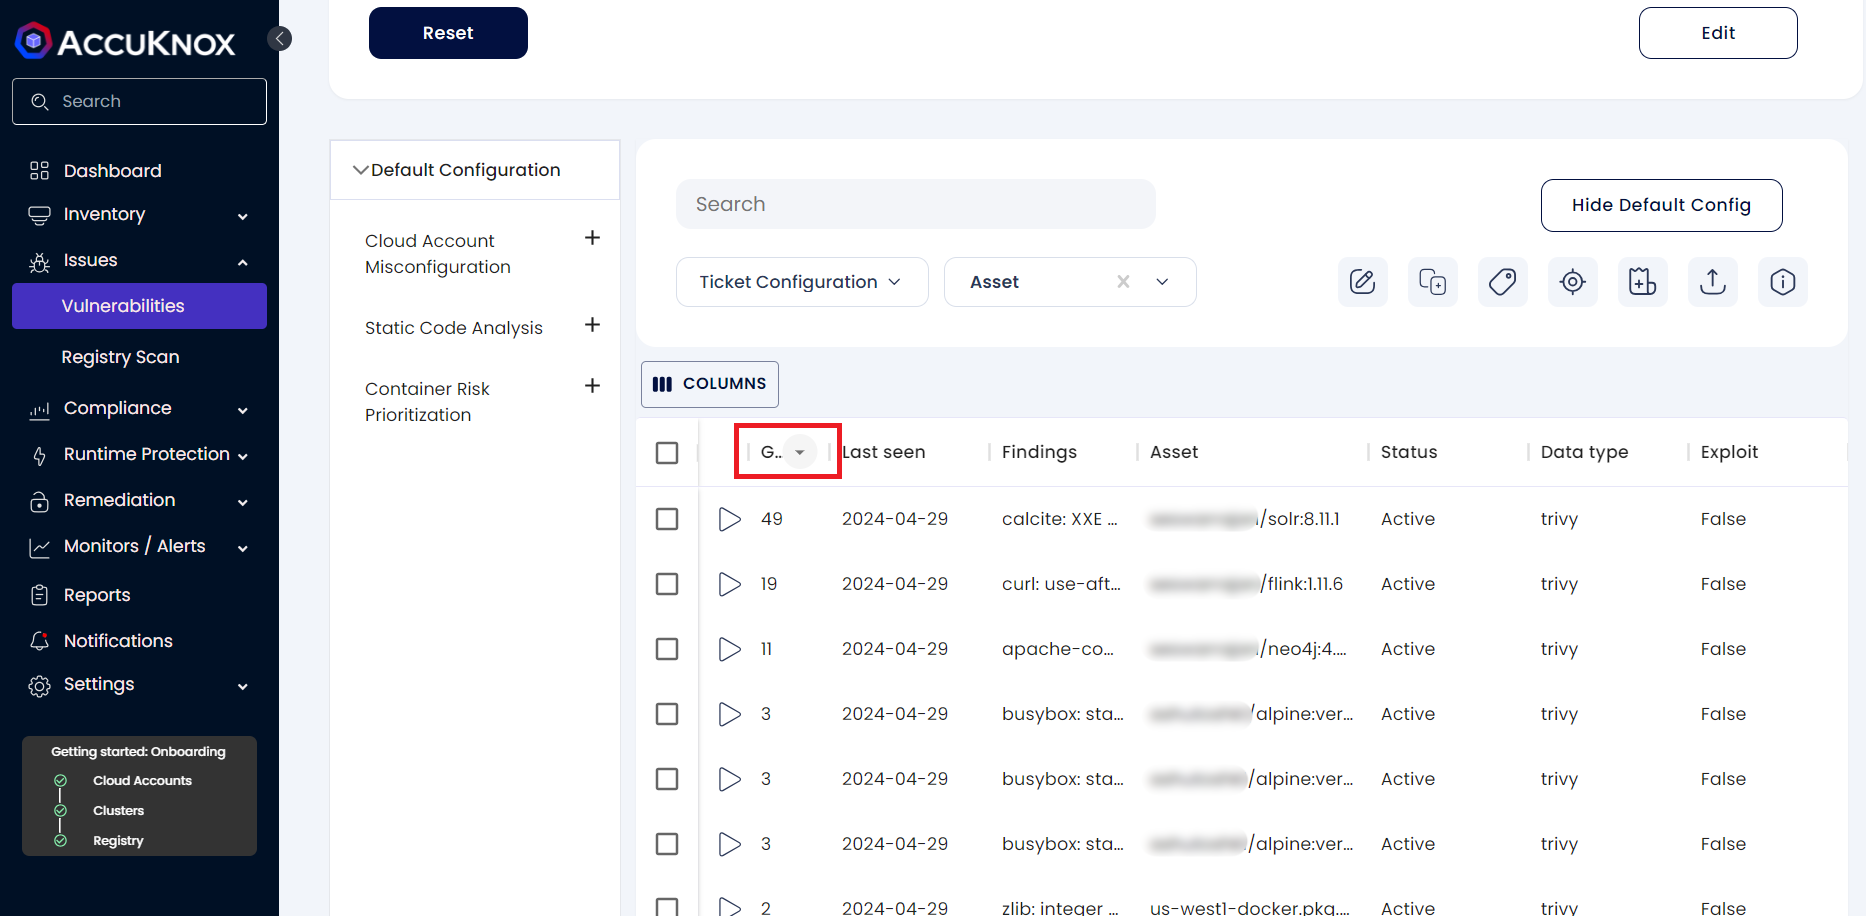 ACCUKNOX
Search
Dashboard
Inventory
Issues
Vulnerabilities
Registry Scan
Compliance
Runtime Protection
Remediation
Monitors / Alerts
Reports
Notifications
Settings
Getting started: Onboarding
Cloud Accounts
Clusters
Registry
Reset
Edit
Default Configuration
Cloud Account
Misconfiguration
Static Code Analysis
Container Risk
Prioritization
Search
Hide Default Config
Ticket Configuration
Asset
COLUMNS
G.. Last seen Findings Asset Status Data type Exploit
49 2024-04-29 calcite: XXE ... /solr:8.11.1 Active trivy False
19 2024-04-29 curl: use-aft... /flink:1.11.6 Active trivy False
11 2024-04-29 apache-co... /neo4j:4.... Active trivy False
3 2024-04-29 busybox: sta... /alpine:ver... Active trivy False
3 2024-04-29 busybox: sta... /alpine:ver... Active trivy False
3 2024-04-29 busybox: sta... /alpine:ver... Active trivy False
2 2024-04-29 zlib: integer ... us-west1-docker.pkg.... Active trivy False